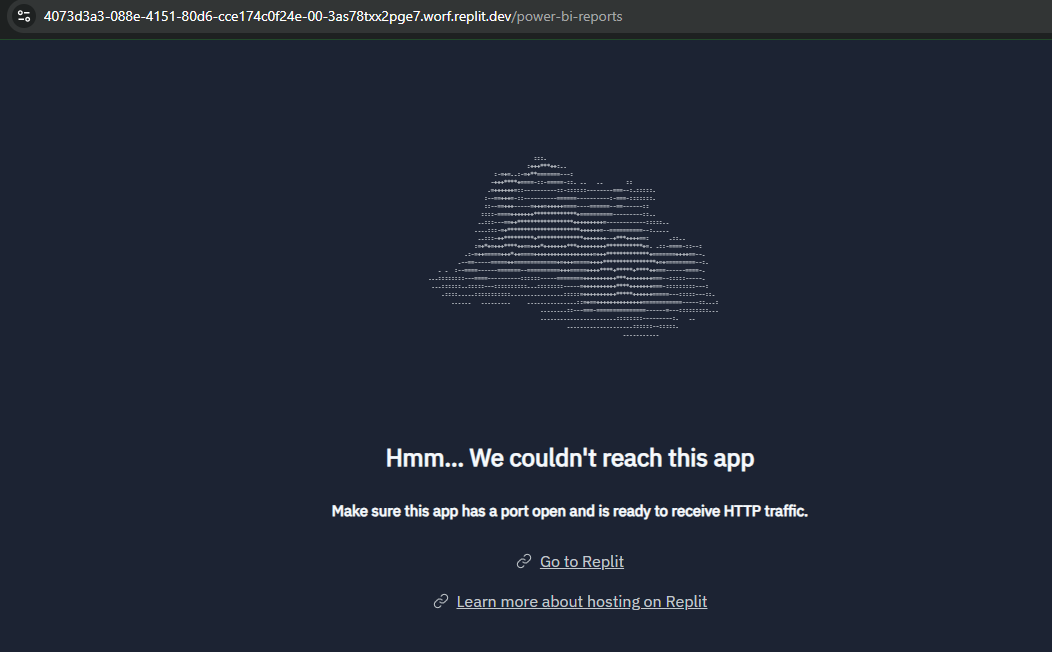 4073d3a3-088e-4151-80d6-cce174c0f24e-00-3as78txx2pge7.worf.replit.dev/power-bi-reports
Hmm... We couldn't reach this app
Make sure this app has a port open and is ready to receive HTTP traffic.
Go to Replit
Learn more about hosting on Replit